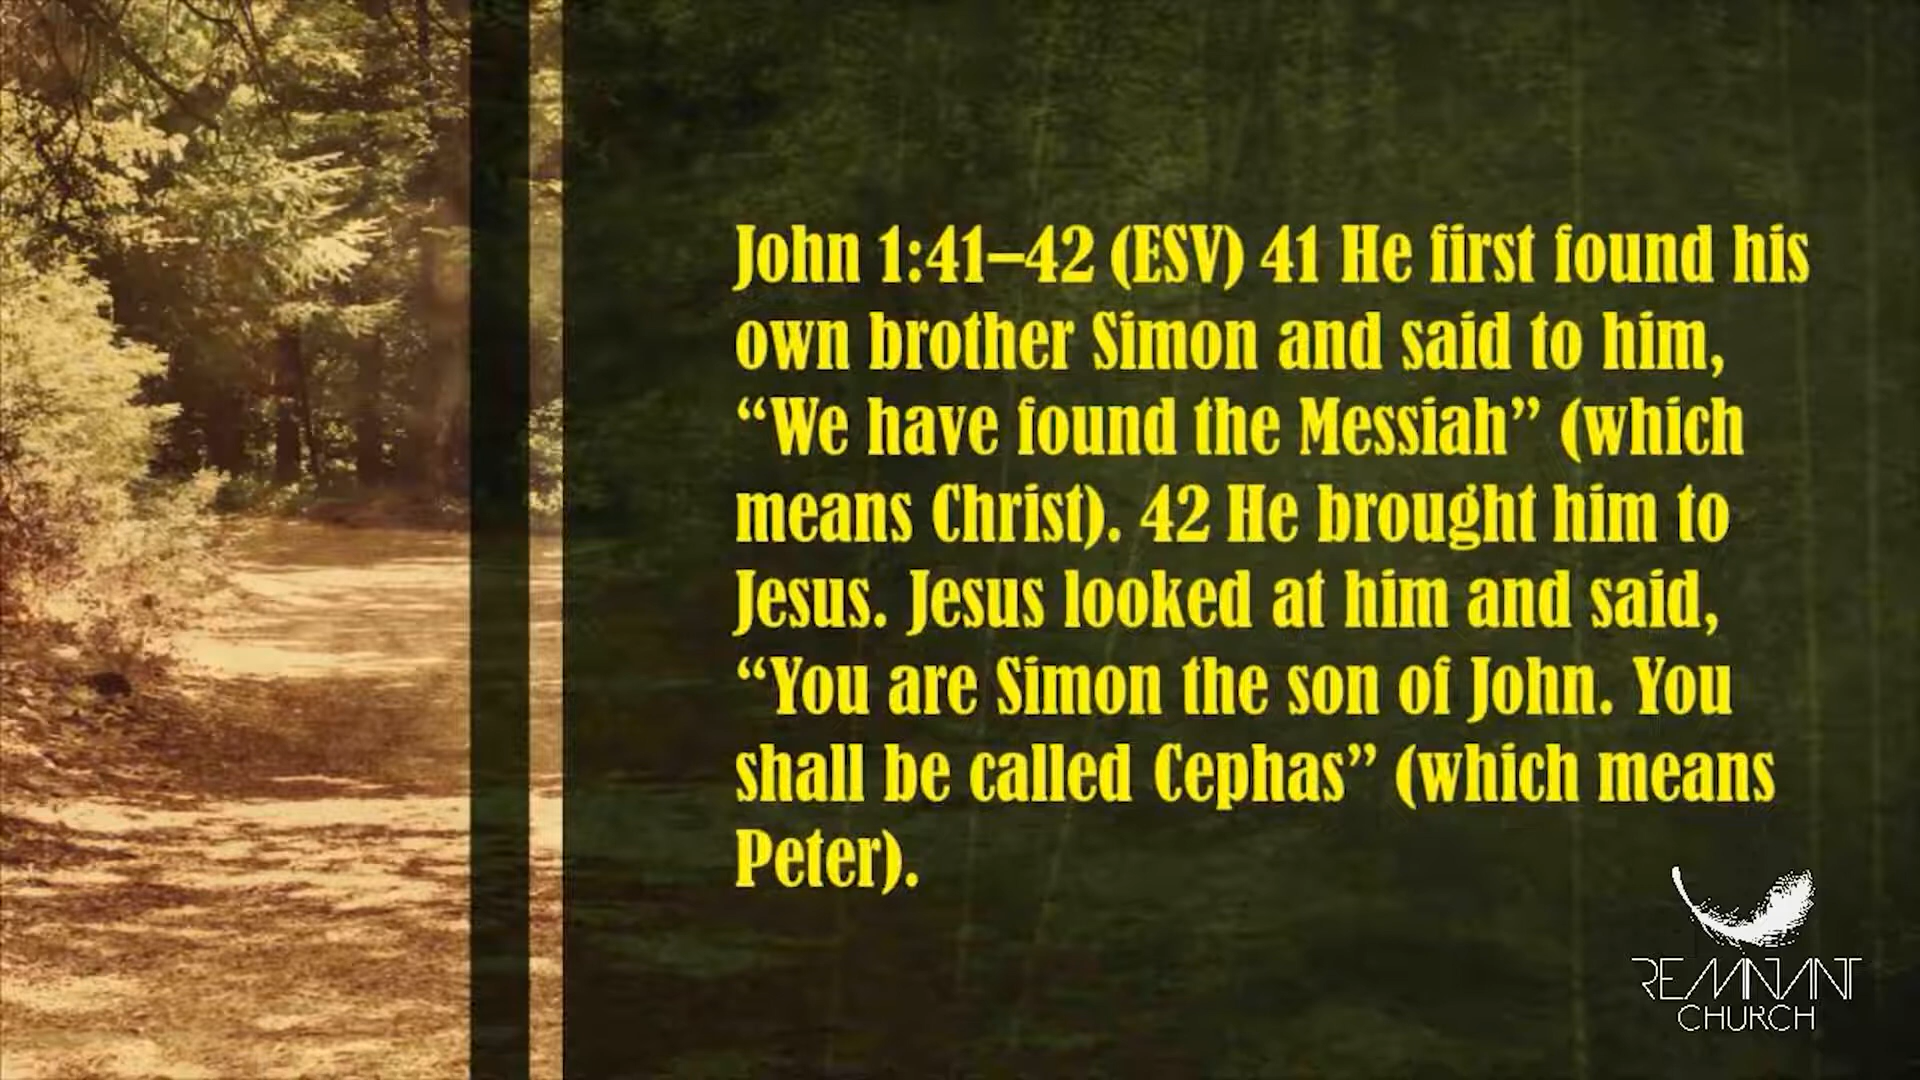 John 1:41–42 (ESV) 41 He first found his
own brother Simon and said to him,
“We have found the Messiah” (which
means Christ). 42 He brought him to
Jesus. Jesus looked at him and said,
“You are Simon the son of John. You
shall be called Cephas” (which means
Peter).
REMNANT
CHURCH